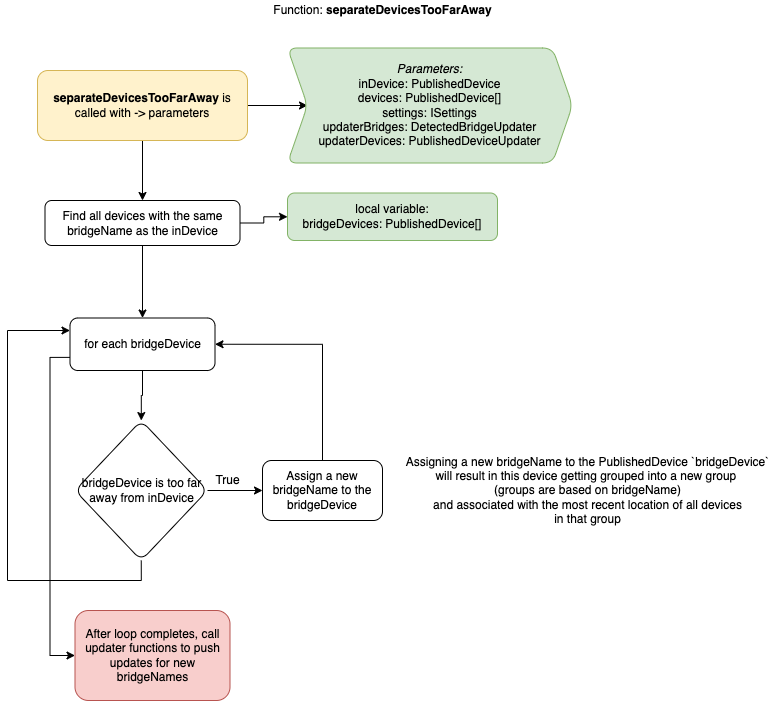 Function: separateDevicesTooFarAway
separateDevicesTooFarAway is
called with -> parameters
Parameters:
inDevice: PublishedDevice
devices: PublishedDevice[]
settings: ISettings
updaterBridges: DetectedBridgeUpdater
updaterDevices: PublishedDeviceUpdater
Find all devices with the same
bridgeName as the inDevice
local variable:
bridgeDevices: PublishedDevice[]
for each bridgeDevice
bridgeDevice is too far
away from inDevice
True
Assign a new
bridgeName to the
bridgeDevice
Assigning a new bridgeName to the PublishedDevice `bridgeDevice`
will result in this device getting grouped into a new group
(groups are based on bridgeName)
and associated with the most recent location of all devices
in that group
After loop completes, call
updater functions to push
updates for new
bridgeNames